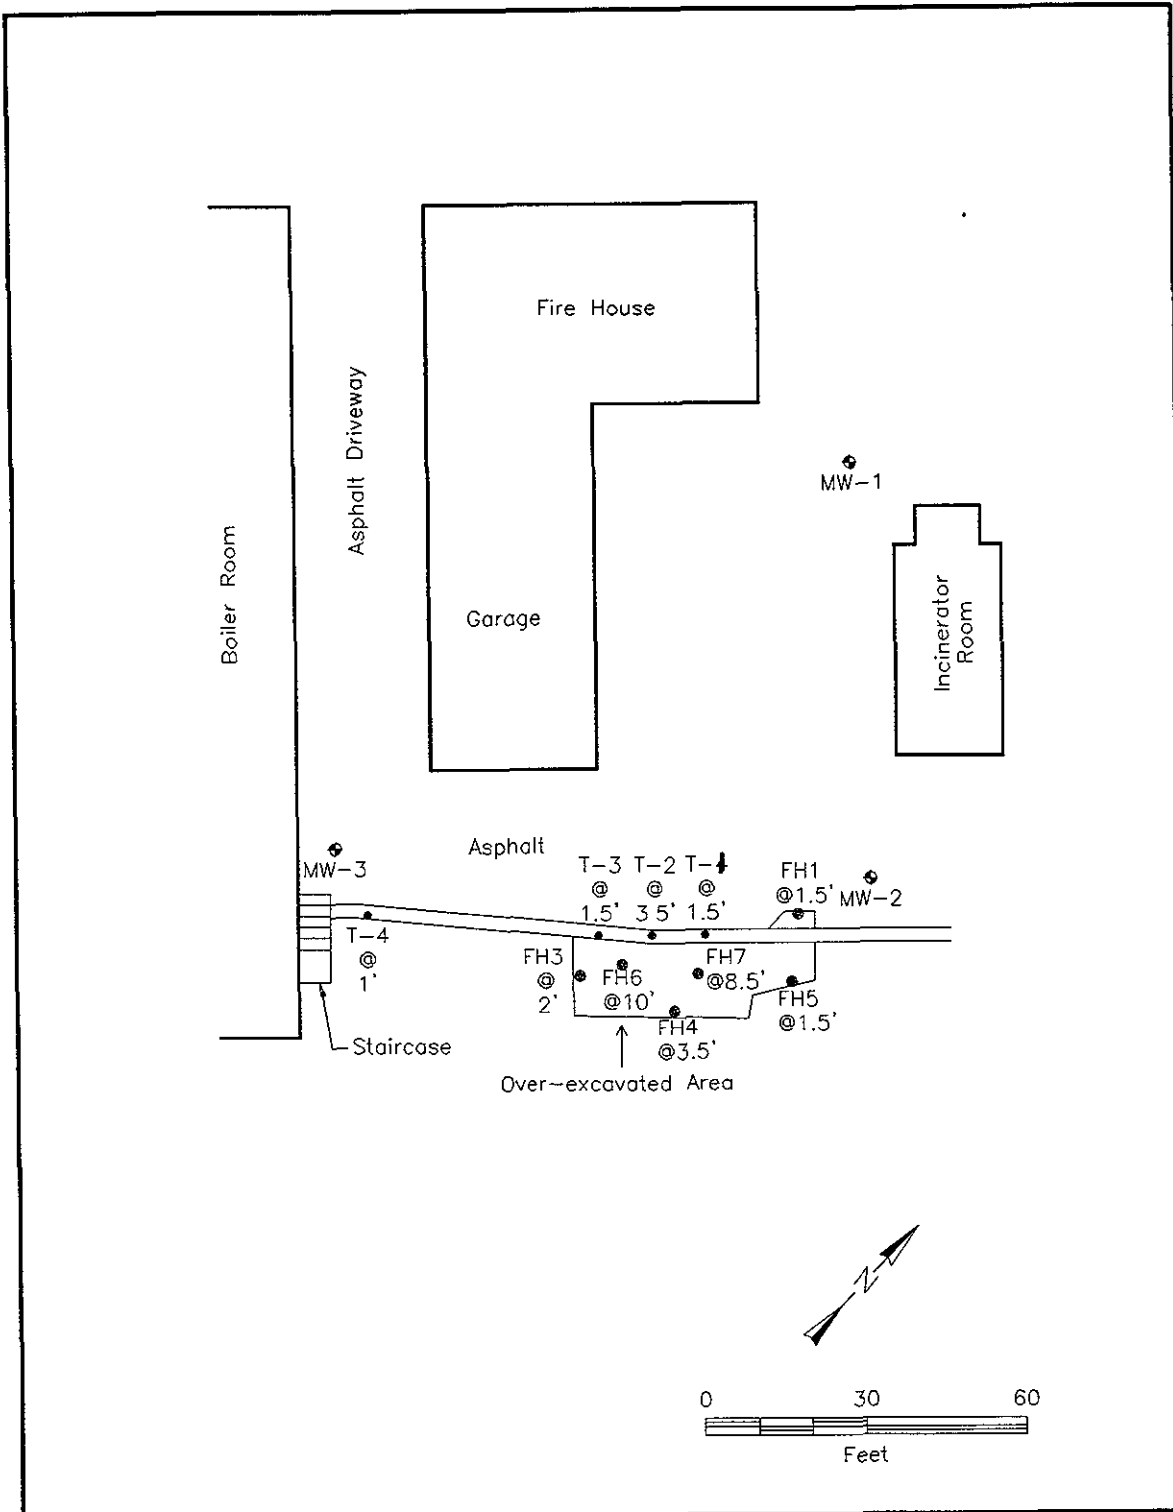 Fire House
Asphalt Driveway
MW-1
Boiler Room
Garage
Incinerator
Room
Asphalt
MW-3
T-3
@
1.5'
T-2
@
3.5'
@
1.5'
FH1
@1.5'
MW-2
T-4
@
1'
FH3
@
2'
FH6
@10'
FH7
@8.5'
FH5
@1.5'
FH4
@3.5'
Staircase
Over-excavated Area
N
0 30 60
Feet